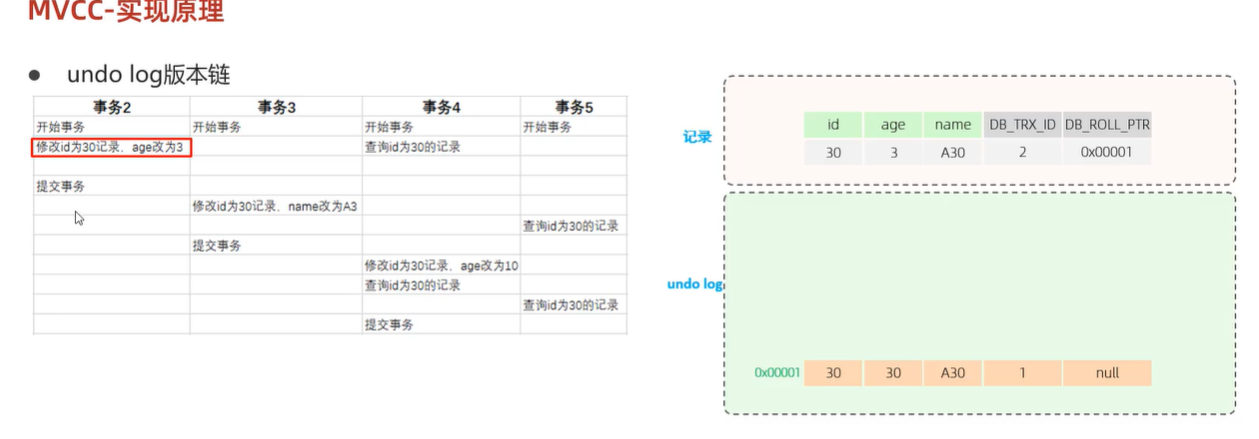 MVCC-实现原理
● undo log版本链
事务2 事务3 事务4 事务5
开始事务 开始事务 开始事务 开始事务
修改id为30记录，age改为3 查询id为30的记录
提交事务
修改id为30记录，name改为A3
查询id为30的记录
提交事务
修改id为30记录，age改为10
查询id为30的记录
查询id为30的记录
提交事务
记录
id age name DB_TRX_ID DB_ROLL_PTR
30 3 A30 2 0x00001
undo log
0x00001 30 30 A30 1 null